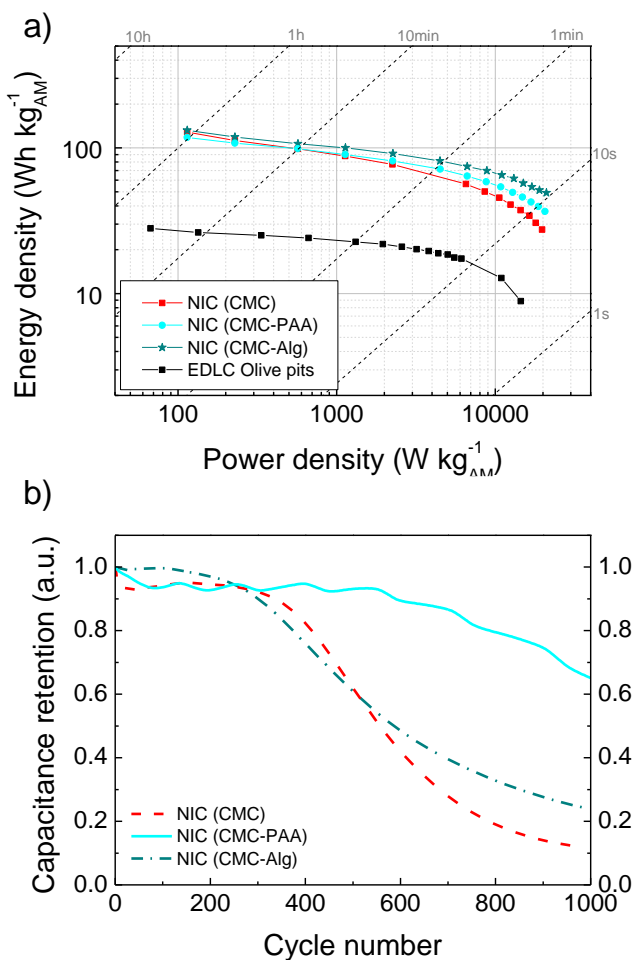 a)
10h
1h
10min
1min
10s
1s
Energy density (Wh kg⁻¹AM)
100
10
NIC (CMC)
NIC (CMC-PAA)
NIC (CMC-Alg)
EDLC Olive pits
100
1000
10000
Power density (W kg⁻¹AM)
b)
Capacitance retention (a.u.)
1.0
0.8
0.6
0.4
0.2
0.0
1.0
0.8
0.6
0.4
0.2
0.0
NIC (CMC)
NIC (CMC-PAA)
NIC (CMC-Alg)
0
200
400
600
800
1000
Cycle number